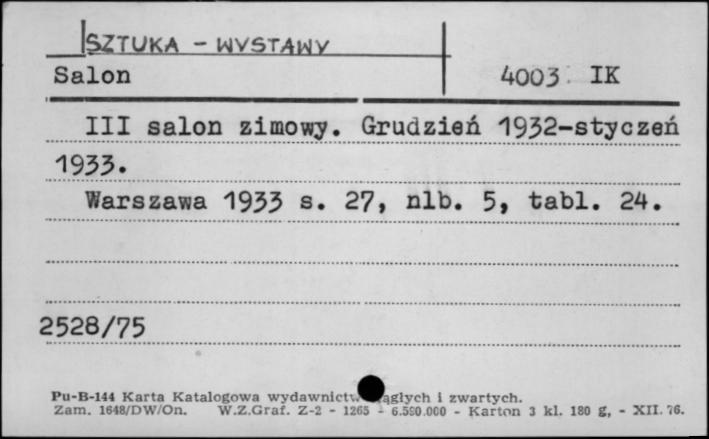 SZTUKA - WYSTAWY
Salon 4003 IK
III salon zimowy. Grudzień 1932-styczeń
1933.
Warszawa 1933 s. 27, nlb. 5, tabl. 24.
2528/75
Pu-B-144 Karta Katalogowa wydawnictw ągłych i zwartych.
Zam. 1648/DW/On. W.Z.Graf. Z-2 - 1265 - 6.590.000 - Karton 3 kl. 180 g, - XII. 76.